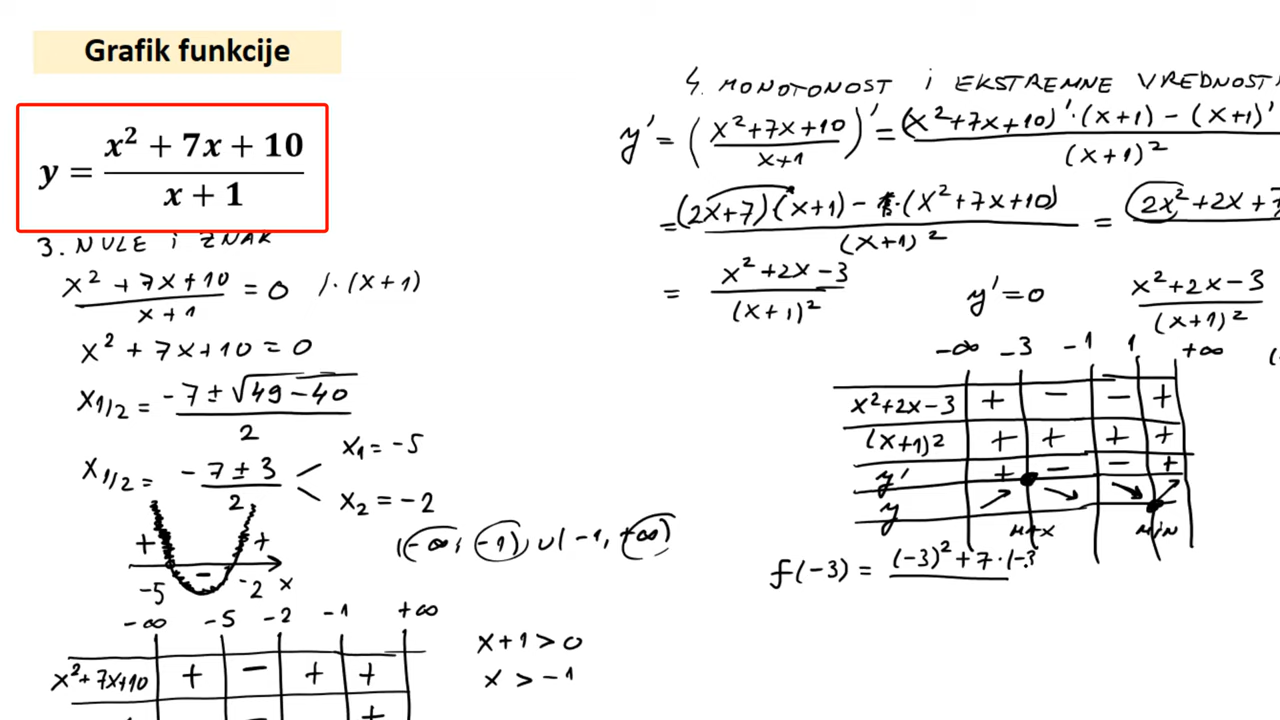 Grafik funkcije
y = (x² + 7x + 10) / (x + 1)
3. NULE I ZNAK
(x² + 7x + 10) / (x + 1) = 0 /·(x+1)
x² + 7x + 10 = 0
x1/2 = (-7 ± √(49 - 40)) / 2
x1/2 = (-7 ± 3) / 2
x1 = -5
x2 = -2
+ - + -5 -2 x
(-∞, -1) ∪ (-1, +∞)
-∞ -5 -2 -1 +∞
x²+7x+10 + - + +
- +
x+1 > 0
x > -1
4. MONOTONOST I EKSTREMNE VREDNOST
y' = ((x²+7x+10) / (x+1))' = ((x²+7x+10)'·(x+1) - (x+1)' / (x+1)²
= ((2x+7)(x+1) - 1·(x²+7x+10)) / (x+1)² = (2x²+2x+7
= (x²+2x-3) / (x+1)² y' = 0 (x²+2x-3) / (x+1)²
-∞ -3 -1 1 +∞
x²+2x-3 + - - +
(x+1)² + + + +
y' + - - +
y ↗ ↘ ↘ ↗
MAX MIN
f(-3) = (-3)² + 7·(-3